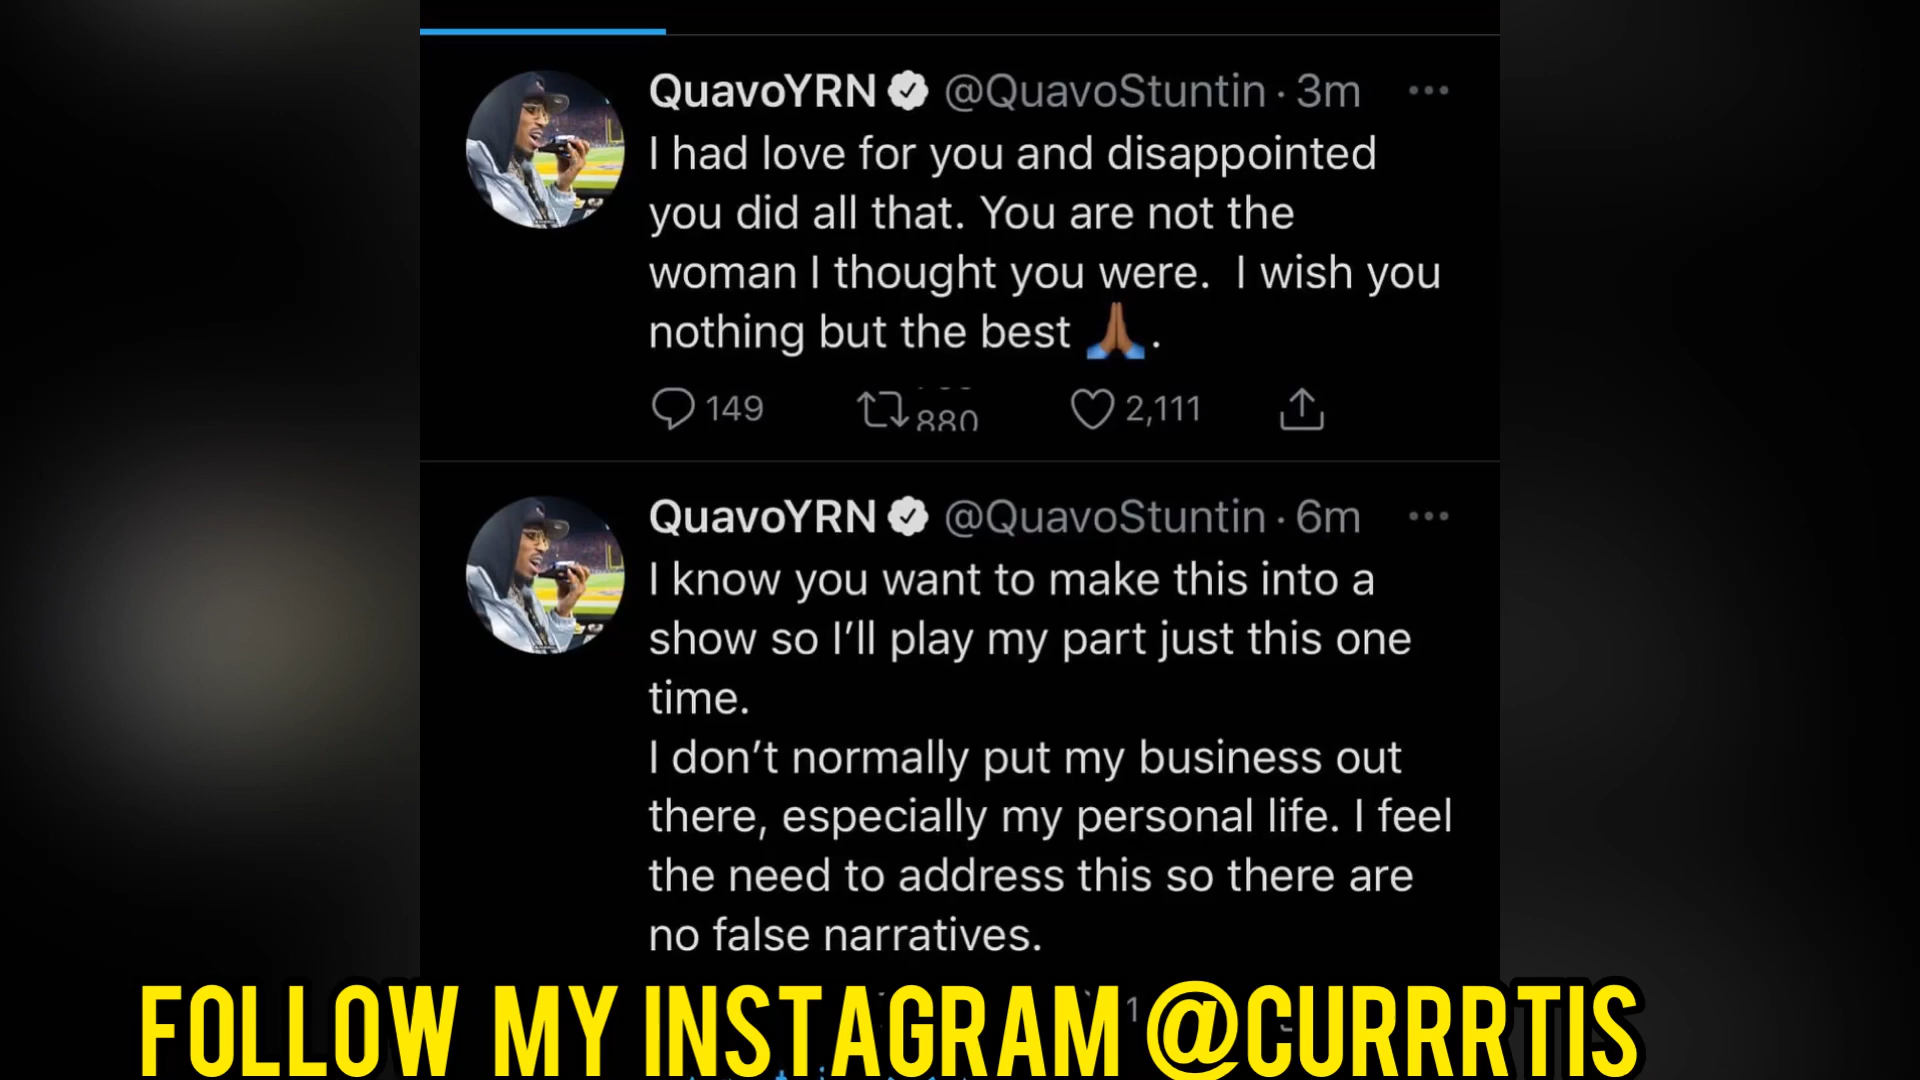 QuavoYRN @QuavoStuntin · 3m
I had love for you and disappointed
you did all that. You are not the
woman I thought you were. I wish you
nothing but the best 🙏🏾.
149 880 2,111
QuavoYRN @QuavoStuntin · 6m
I know you want to make this into a
show so I’ll play my part just this one
time.
I don’t normally put my business out
there, especially my personal life. I feel
the need to address this so there are
no false narratives.
FOLLOW MY INSTAGRAM @CURRRTIS